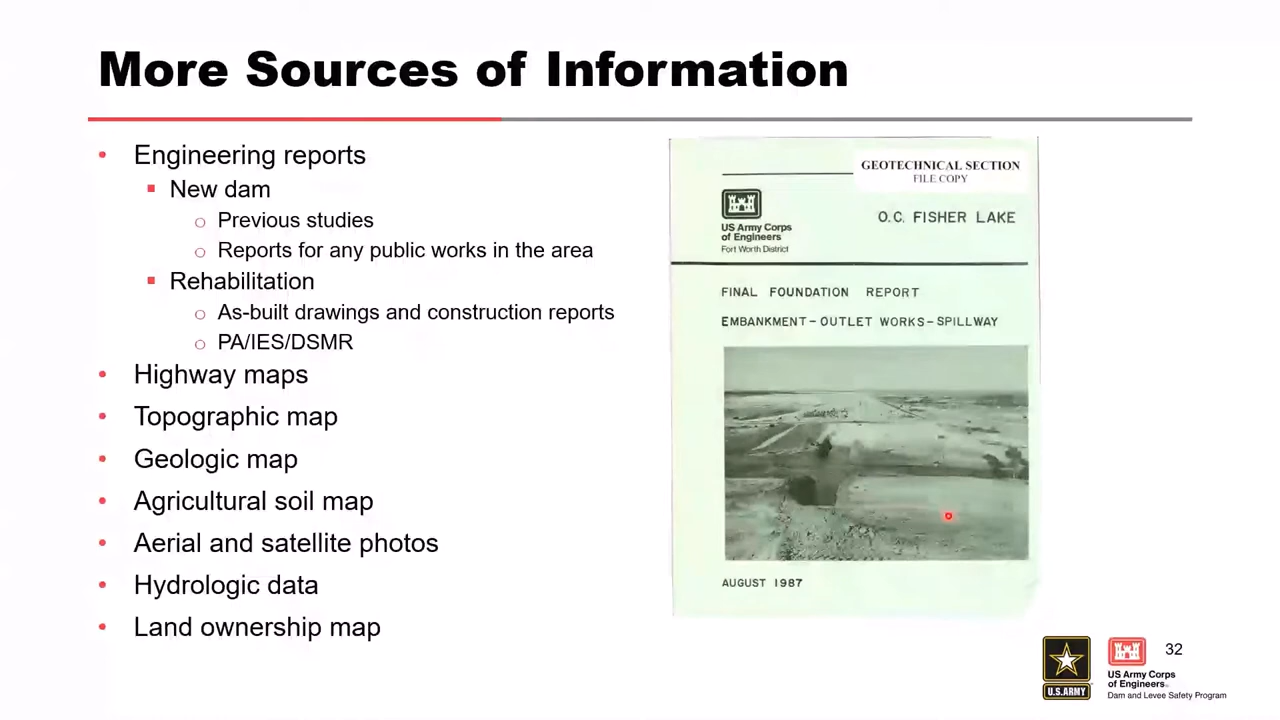 More Sources of Information
• Engineering reports
▪ New dam
o Previous studies
o Reports for any public works in the area
▪ Rehabilitation
o As-built drawings and construction reports
o PA/IES/DSMR
• Highway maps
• Topographic map
• Geologic map
• Agricultural soil map
• Aerial and satellite photos
• Hydrologic data
• Land ownership map
GEOTECHNICAL SECTION
FILE COPY
O.C. FISHER LAKE
US Army Corps
of Engineers
Fort Worth District
FINAL FOUNDATION REPORT
EMBANKMENT-OUTLET WORKS-SPILLWAY
AUGUST 1987
32
U.S.ARMY
US Army Corps
of Engineers
Dam and Levee Safety Program